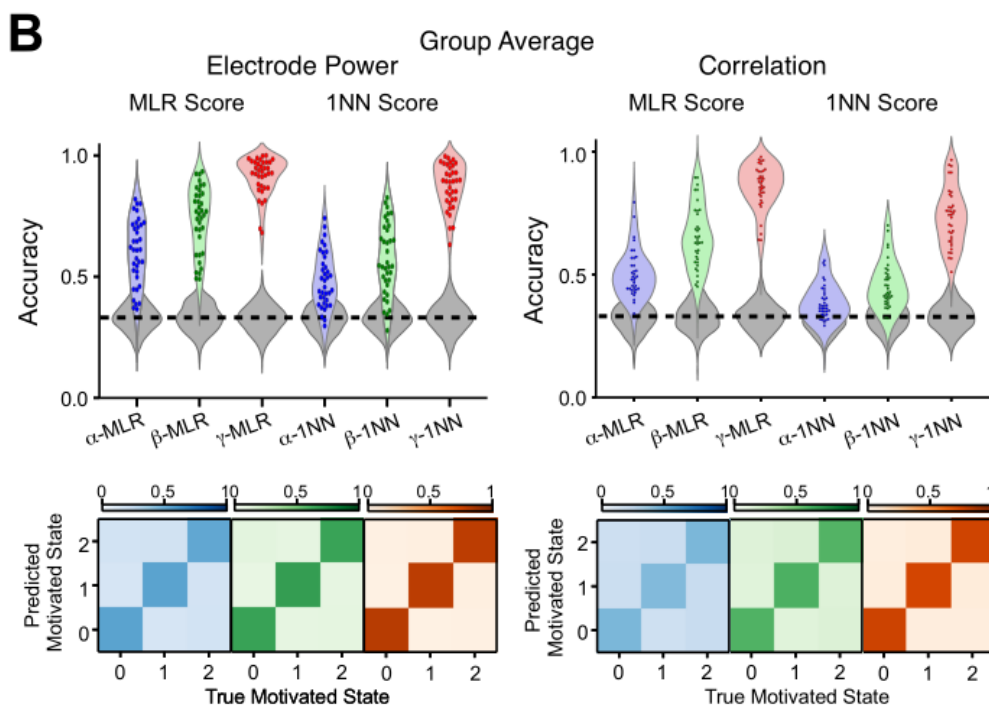 B
Group Average
Electrode Power
Correlation
MLR Score 1NN Score
MLR Score 1NN Score
Accuracy
1.0
0.5
0.0
α-MLR β-MLR γ-MLR α-1NN β-1NN γ-1NN
Accuracy
1.0
0.5
0.0
α-MLR β-MLR γ-MLR α-1NN β-1NN γ-1NN
0 0.5 10 0.5 10 0.5 1
Predicted
Motivated State
2
1
0
0 1 2 0 1 2 0 1 2
True Motivated State
0 0.5 10 0.5 10 0.5 1
Predicted
Motivated State
2
1
0
0 1 2 0 1 2 0 1 2
True Motivated State